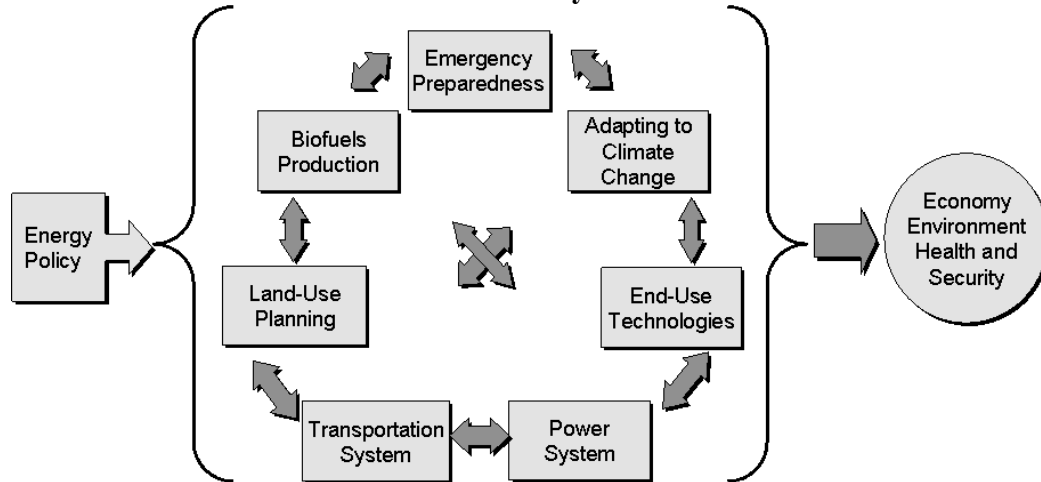 Emergency
Preparedness
Biofuels
Production
Adapting to
Climate
Change
Energy
Policy
Economy
Environment
Health and
Security
Land-Use
Planning
End-Use
Technologies
Transportation
System
Power
System